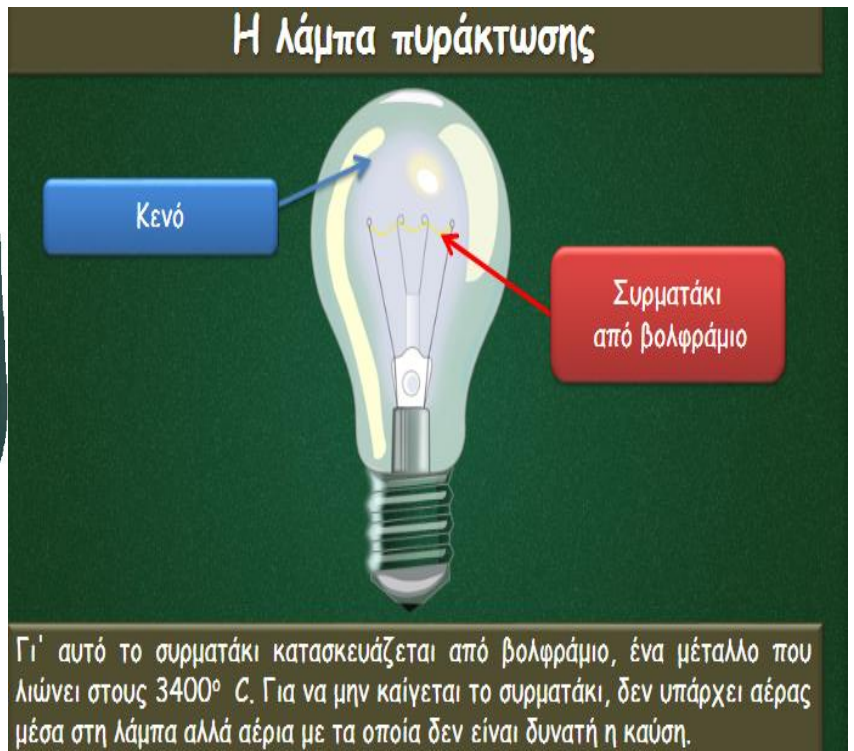 Η λάμπα πυράκτωσης
Κενό
Συρματάκι
από βολφράμιο
Γι' αυτό το συρματάκι κατασκευάζεται από βολφράμιο, ένα μέταλλο που
λιώνει στους 3400° C. Για να μην καίγεται το συρματάκι, δεν υπάρχει αέρας
μέσα στη λάμπα αλλά αέρια με τα οποία δεν είναι δυνατή η καύση.